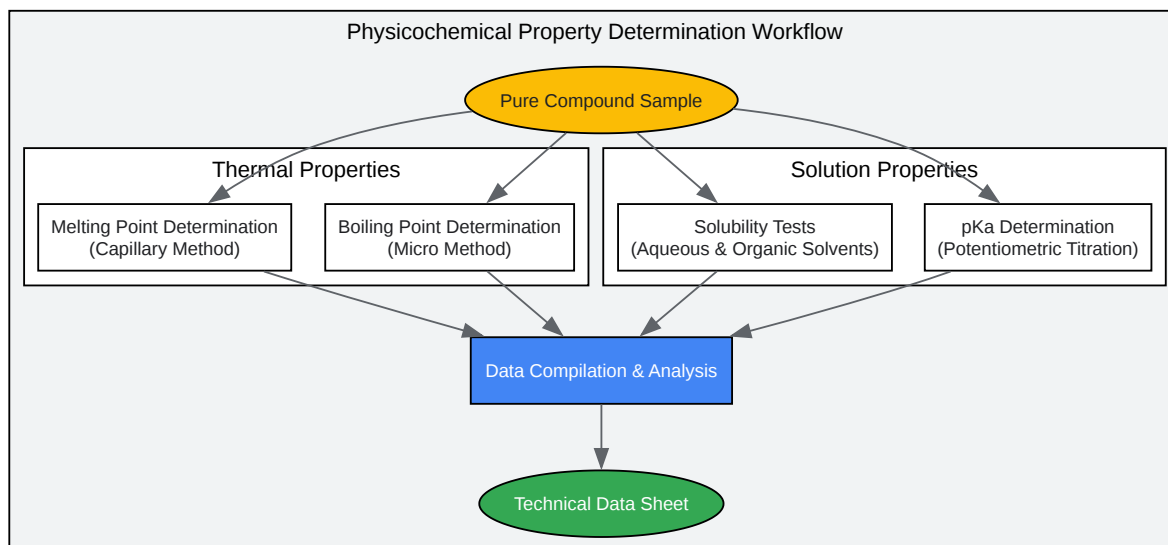 Physicochemical Property Determination Workflow
Pure Compound Sample
Thermal Properties
Melting Point Determination
(Capillary Method)
Boiling Point Determination
(Micro Method)
Solution Properties
Solubility Tests
(Aqueous & Organic Solvents)
pKa Determination
(Potentiometric Titration)
Data Compilation & Analysis
Technical Data Sheet